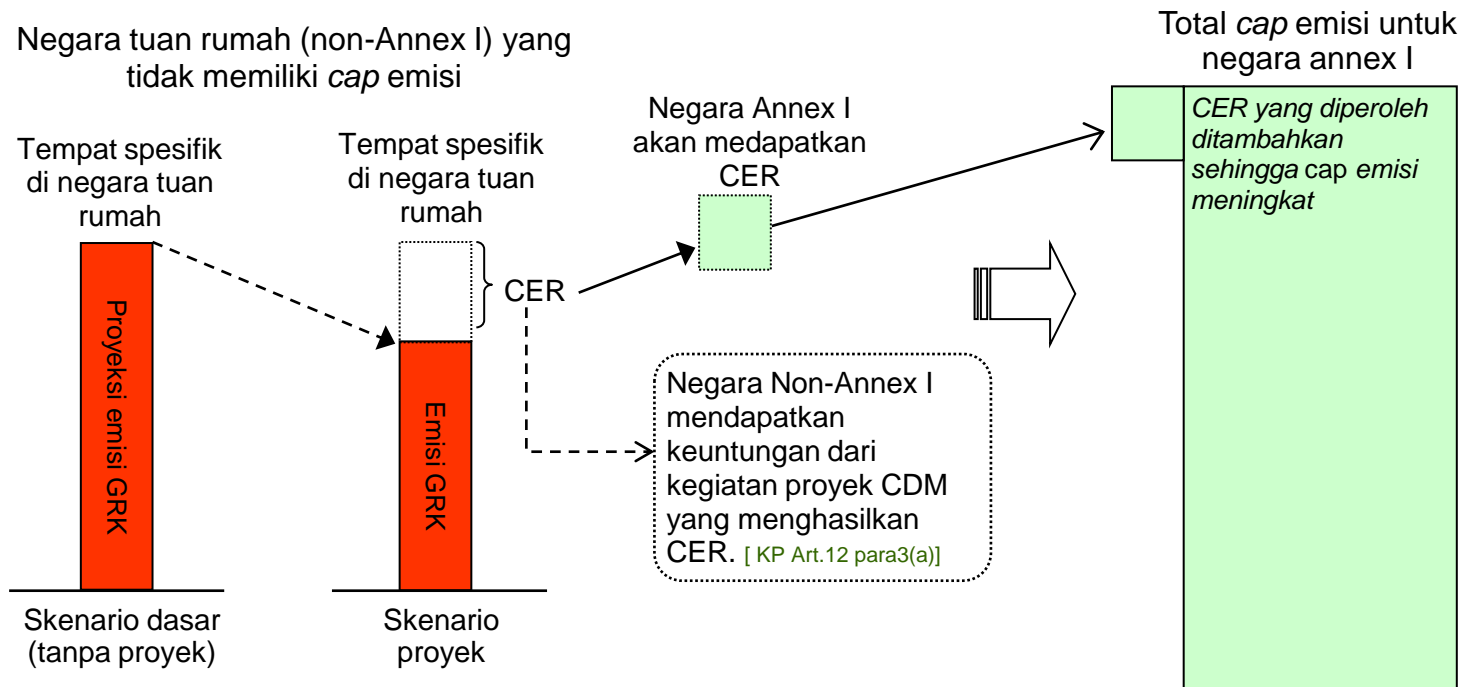 Negara tuan rumah (non-Annex I) yang
tidak memiliki cap emisi
Tempat spesifik
di negara tuan
rumah
Proyeksi emisi GRK
Skenario dasar
(tanpa proyek)
Tempat spesifik
di negara tuan
rumah
CER
Emisi GRK
Skenario
proyek
Negara Annex I
akan medapatkan
CER
Negara Non-Annex I
mendapatkan
keuntungan dari
kegiatan proyek CDM
yang menghasilkan
CER. [ KP Art.12 para3(a)]
Total cap emisi untuk
negara annex I
CER yang diperoleh
ditambahkan
sehingga cap emisi
meningkat